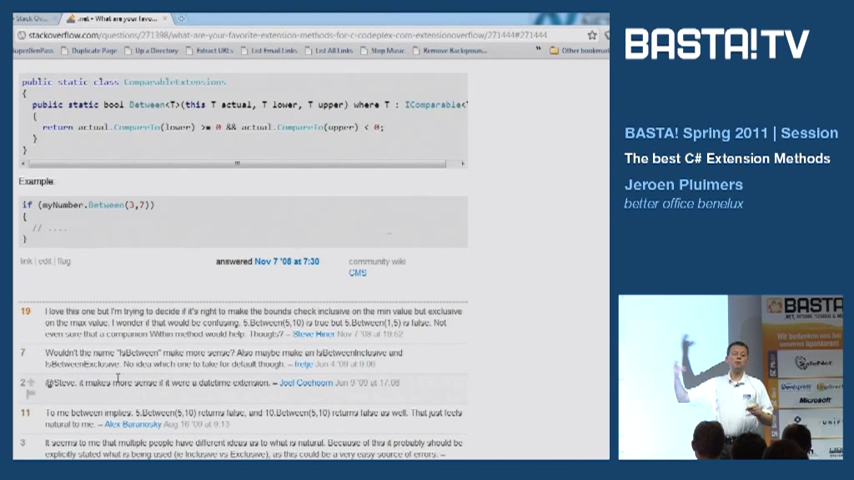 Stack Ov...
.net - What are your favo...
stackoverflow.com/questions/271398/what-are-your-favorite-extension-methods-for-c-codeplex-com-extensionoverflow/271444#271444
Duplicate Page
Up a Directory
Extract URLs
List Email Links
List All Links
Stop Music
Remove Backgroun...
Other bookmarks
public static class ComparableExtensions
{
public static bool Between<T>(this T actual, T lower, T upper) where T : IComparable<T
{
return actual.CompareTo(lower) >= 0 && actual.CompareTo(upper) < 0;
}
}
Example:
if (myNumber.Between(3,7))
{
// ....
}
link | edit | flag
answered Nov 7 '08 at 7:30
community wiki
CMS
19 I love this one but I'm trying to decide if it's right to make the bounds check inclusive on the min value but exclusive
on the max value. I wonder if that would be confusing. 5.Between(5,10) is true but 5.Between(1,5) is false. Not
even sure that a companion Within method would help. Thougts? – Steve Hiner Nov 7 '08 at 19:52
7 Wouldn't the name "IsBetween" make more sense? Also maybe make an IsBetweenInclusive and
IsBetweenExclusive. No idea which one to take for default though. – fretje Jun 4 '09 at 9:06
2 @Steve: it makes more sense if it were a datetime extension. – Joel Coehoorn Jun 9 '09 at 17:08
11 To me between implies: 5.Between(5,10) returns false, and 10.Between(5,10) returns false as well. That just feels
natural to me. – Alex Baranosky Aug 16 '09 at 9:13
3 It seems to me that multiple people have different ideas as to what is natural. Because of this it probably should be
explicitly stated what is being used (ie Inclusive vs Exclusive), as this could be a very easy source of errors. –
BASTA!TV
BASTA! Spring 2011 | Session
The best C# Extension Methods
Jeroen Pluimers
better office benelux
BASTA
Microsoft